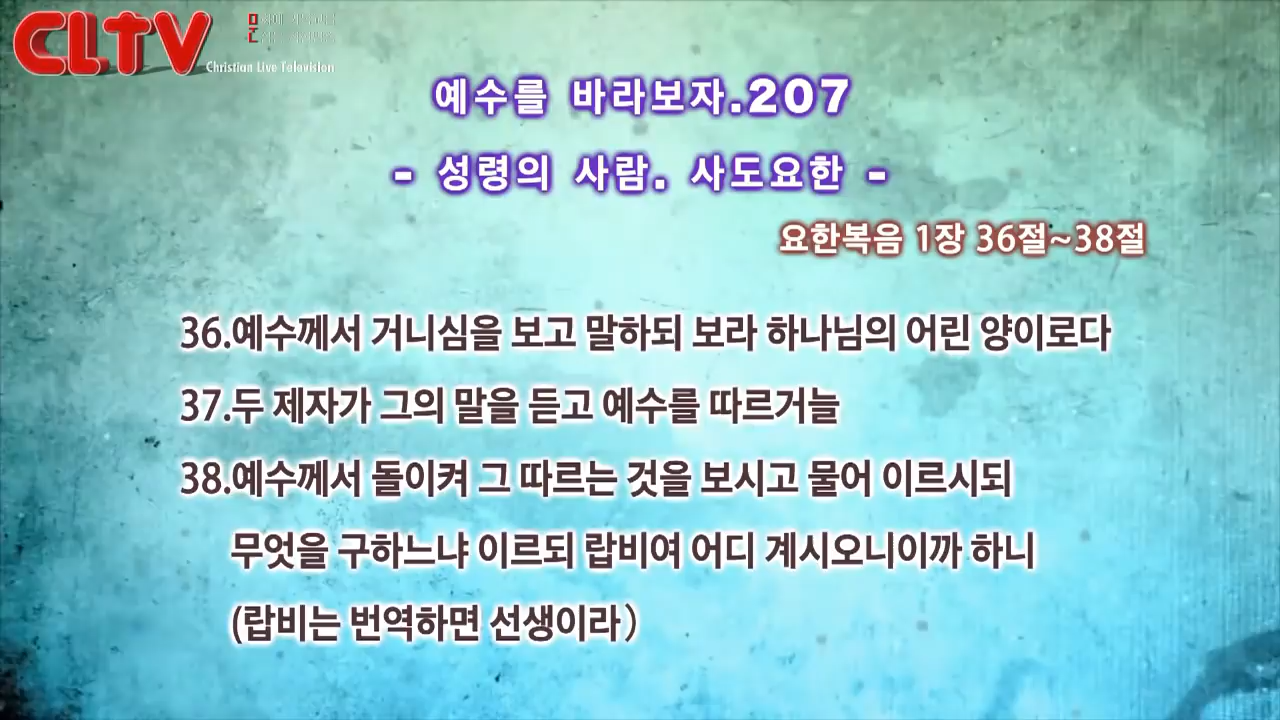 CLTV
Christian Live Television
예수를 바라보자.207
- 성령의 사람. 사도요한 -
요한복음 1장 36절~38절
36.예수께서 거니심을 보고 말하되 보라 하나님의 어린 양이로다
37.두 제자가 그의 말을 듣고 예수를 따르거늘
38.예수께서 돌이켜 그 따르는 것을 보시고 물어 이르시되
무엇을 구하느냐 이르되 랍비여 어디 계시오니이까 하니
(랍비는 번역하면 선생이라)